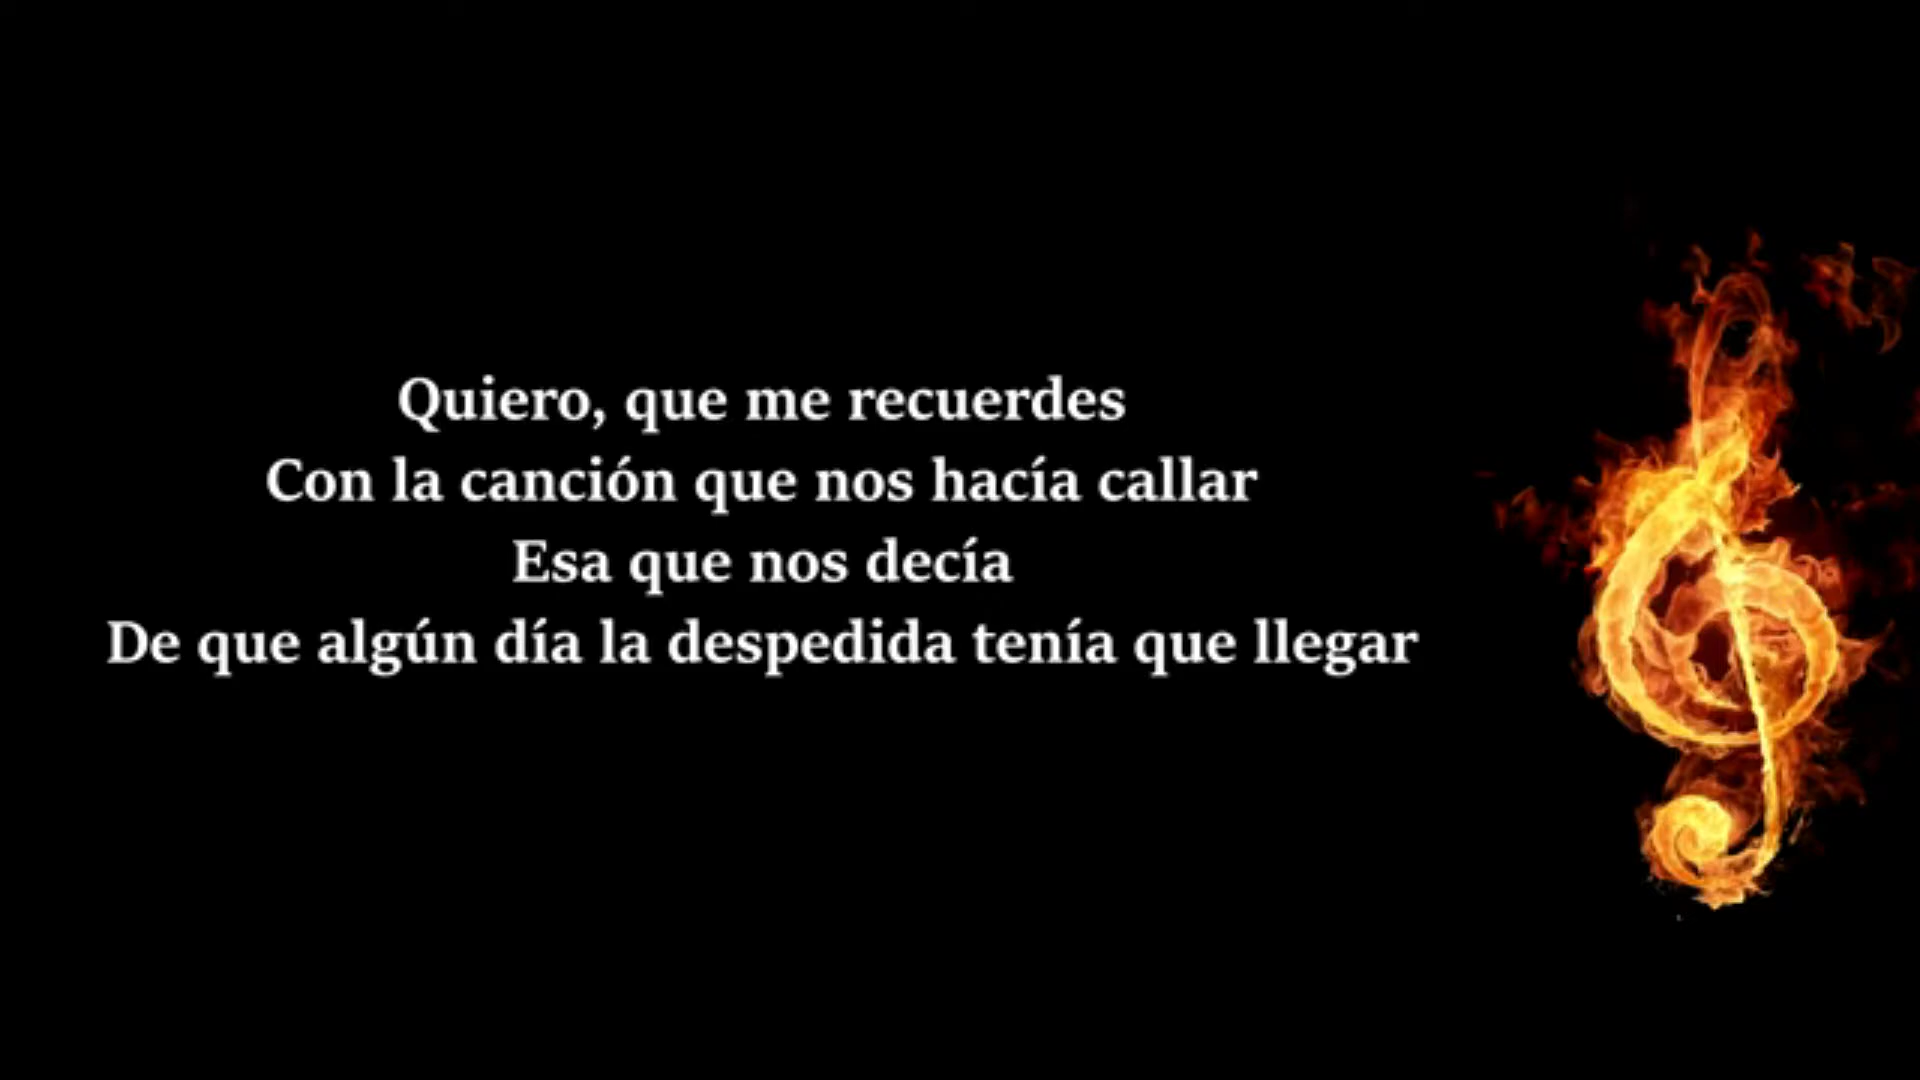 Quiero, que me recuerdes
Con la canción que nos hacía callar
Esa que nos decía
De que algún día la despedida tenía que llegar